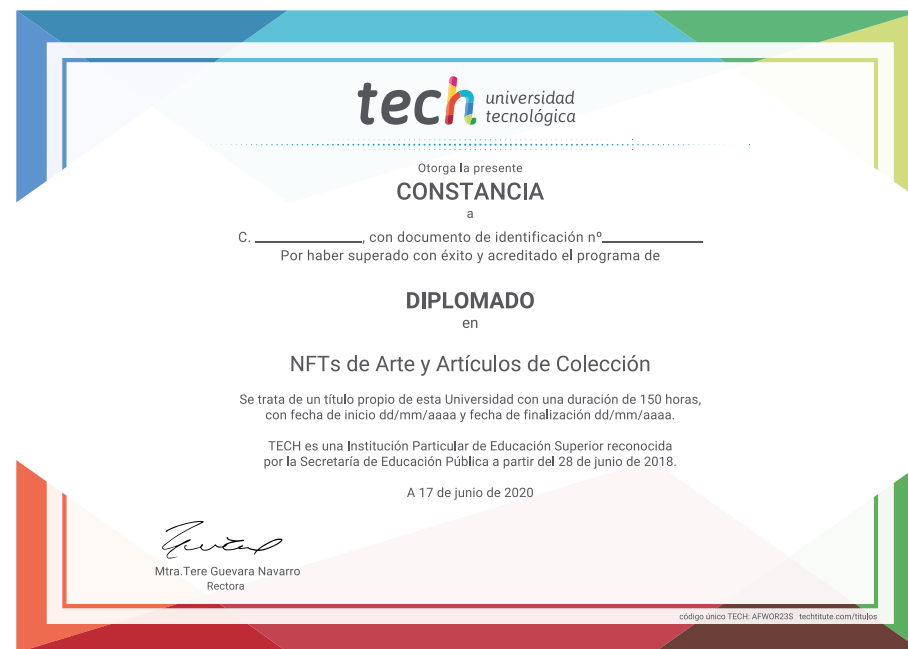 tech universidad
tecnológica
Otorga la presente
CONSTANCIA
a
C. ____________, con documento de identificación nº____________
Por haber superado con éxito y acreditado el programa de
DIPLOMADO
en
NFTs de Arte y Artículos de Colección
Se trata de un título propio de esta Universidad con una duración de 150 horas,
con fecha de inicio dd/mm/aaaa y fecha de finalización dd/mm/aaaa.
TECH es una Institución Particular de Educación Superior reconocida
por la Secretaría de Educación Pública a partir del 28 de junio de 2018.
A 17 de junio de 2020
Mtra.Tere Guevara Navarro
Rectora
código único TECH: AFWOR23S techtitute.com/titulos